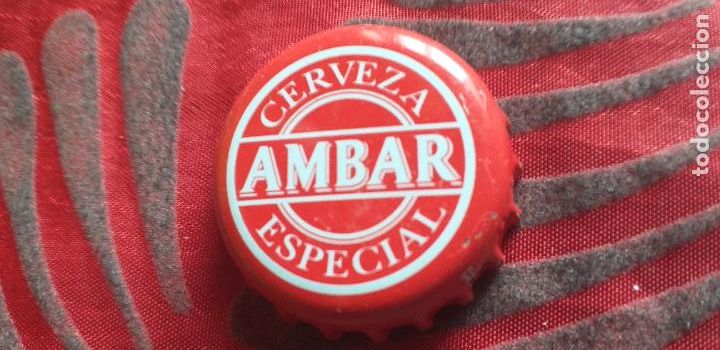 CERVEZA
AMBAR
ESPECIAL
todocoleccion